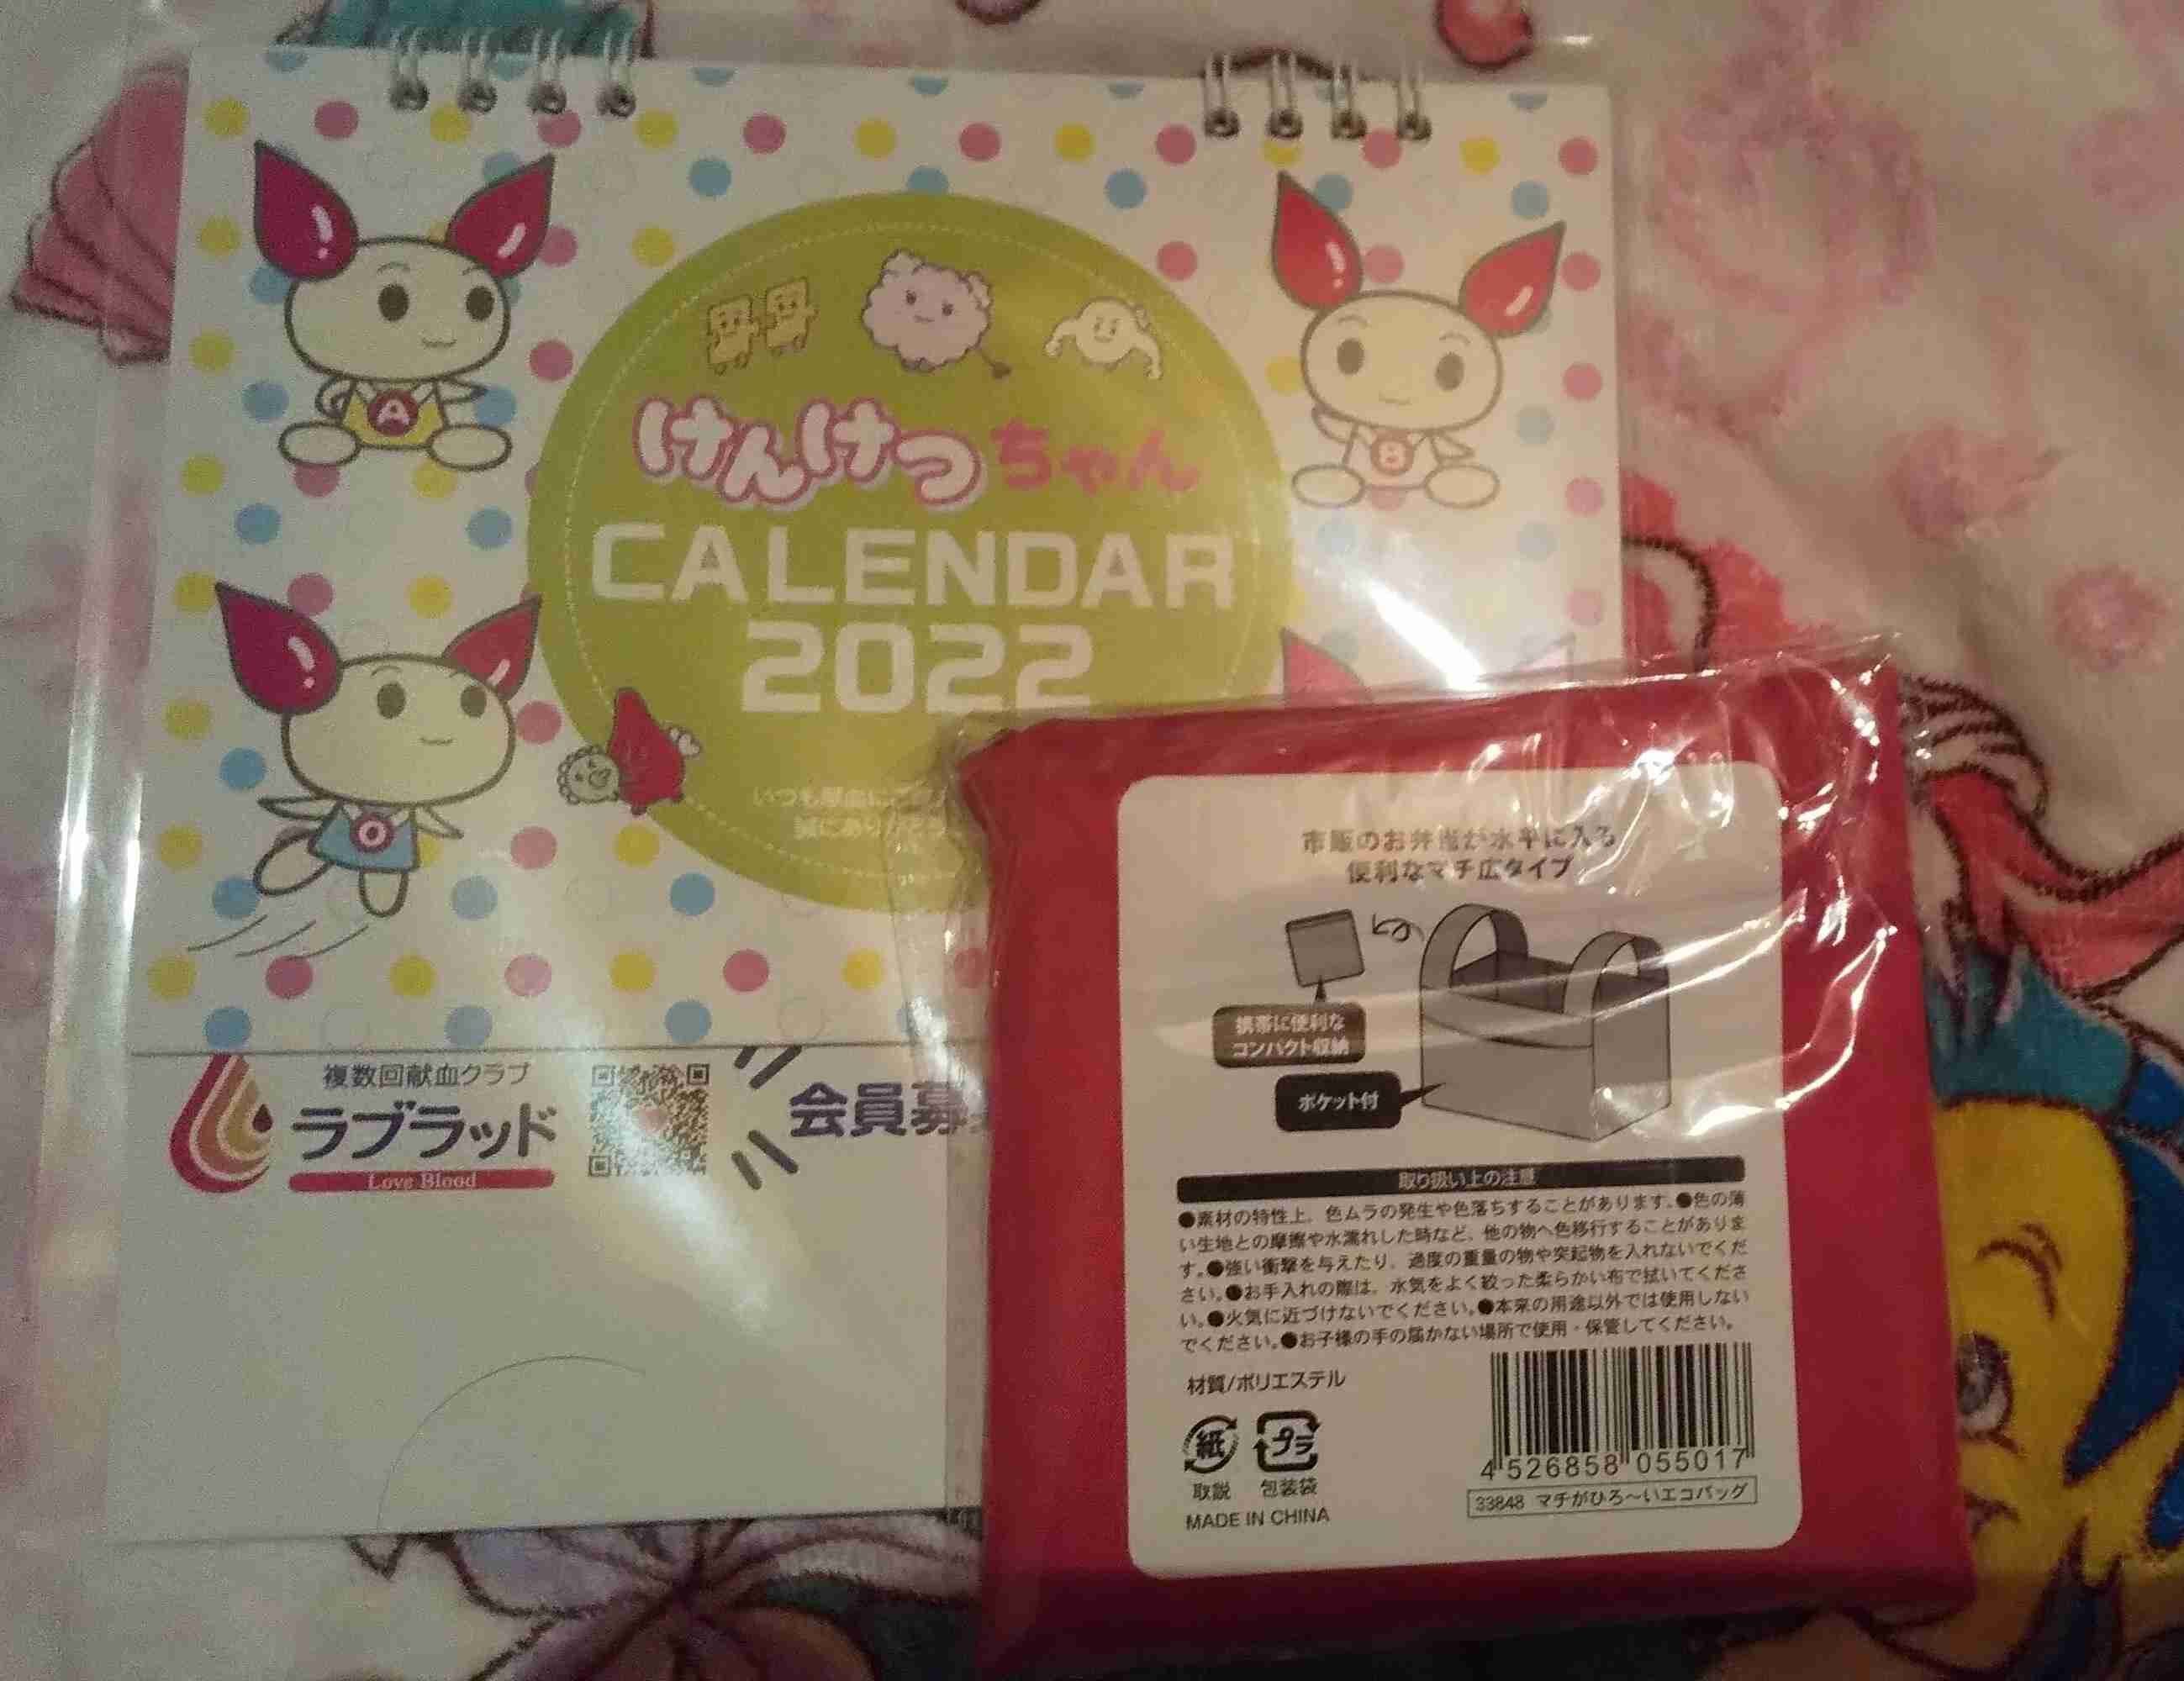 けんけつちゃん
CALENDAR
2022
A
B
O
複数回献血クラブ
ラブラッド
Love Blood
会員募
市販のお弁当が水平に入る
便利なマチ広タイプ
携帯に便利な
コンパクト収納
ポケット付
取り扱い上の注意
●素材の特性上、色ムラの発生や色落ちすることがあります。●色の薄
い生地との摩擦や水濡れした時など、他の物へ色移行することがありま
す。●強い衝撃を与えたり、過度の重量の物や突起物を入れないでくだ
さい。●お手入れの際は、水気をよく絞った柔らかい布で拭いてくださ
い。●火気に近づけないでください。●本来の用途以外では使用しない
でください。●お子様の手の届かない場所で使用・保管してください。
材質/ポリエステル
紙
プラ
取説
包装袋
MADE IN CHINA
4 526858 055017
33848 マチがひろ〜いエコバッグ